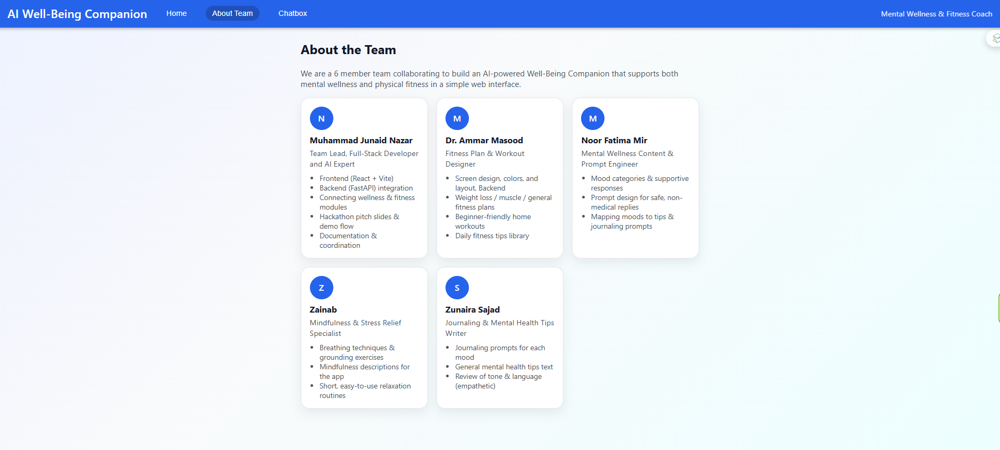 AI Well-Being Companion
Home
About Team
Chatbox
Mental Wellness & Fitness Coach
About the Team
We are a 6 member team collaborating to build an AI-powered Well-Being Companion that supports both
mental wellness and physical fitness in a simple web interface.
N
Muhammad Junaid Nazar
Team Lead, Full-Stack Developer
and AI Expert
• Frontend (React + Vite)
• Backend (FastAPI) integration
• Connecting wellness & fitness
modules
• Hackathon pitch slides &
demo flow
• Documentation &
coordination
M
Dr. Ammar Masood
Fitness Plan & Workout
Designer
• Screen design, colors, and
layout, Backend
• Weight loss / muscle / general
fitness plans
• Beginner-friendly home
workouts
• Daily fitness tips library
M
Noor Fatima Mir
Mental Wellness Content &
Prompt Engineer
• Mood categories & supportive
responses
• Prompt design for safe, non-
medical replies
• Mapping moods to tips &
journaling prompts
Z
Zainab
Mindfulness & Stress Relief
Specialist
• Breathing techniques &
grounding exercises
• Mindfulness descriptions for
the app
• Short, easy-to-use relaxation
routines
S
Zunaira Sajad
Journaling & Mental Health Tips
Writer
• Journaling prompts for each
mood
• General mental health tips text
• Review of tone & language
(empathetic)